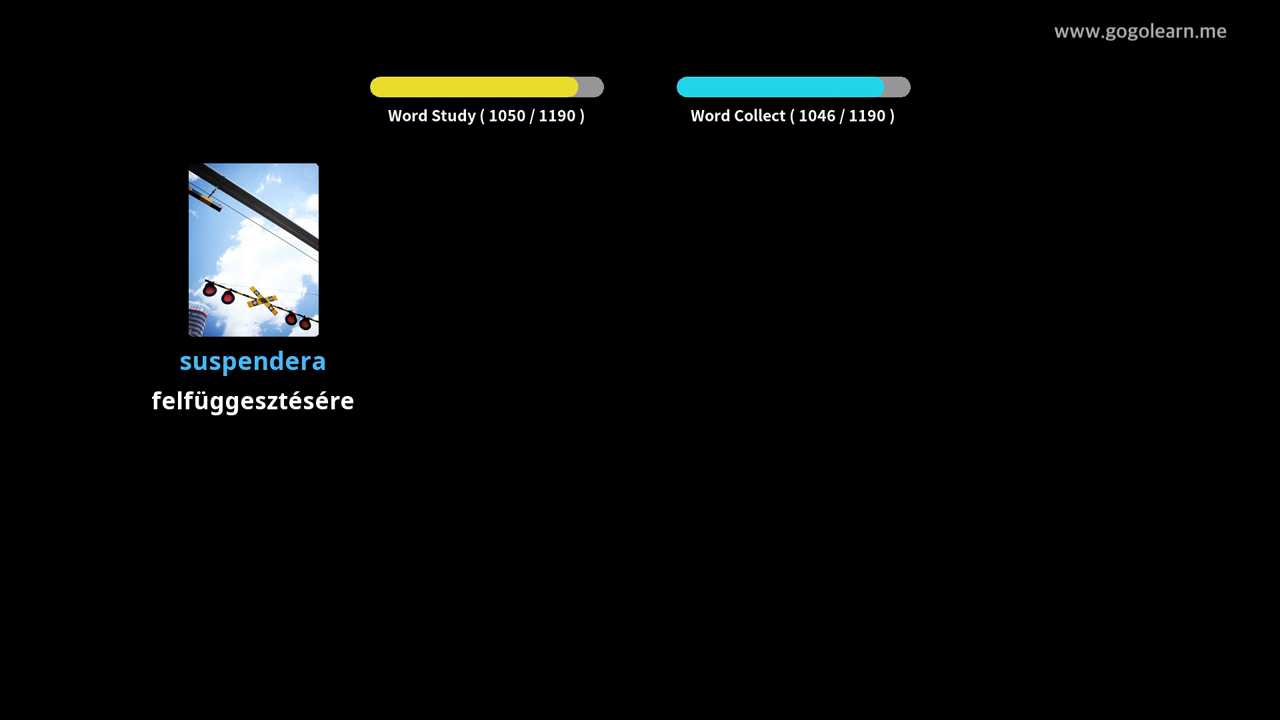 www.gogolearn.me
Word Study ( 1050 / 1190 )
Word Collect ( 1046 / 1190 )
suspendera
felfüggesztésére